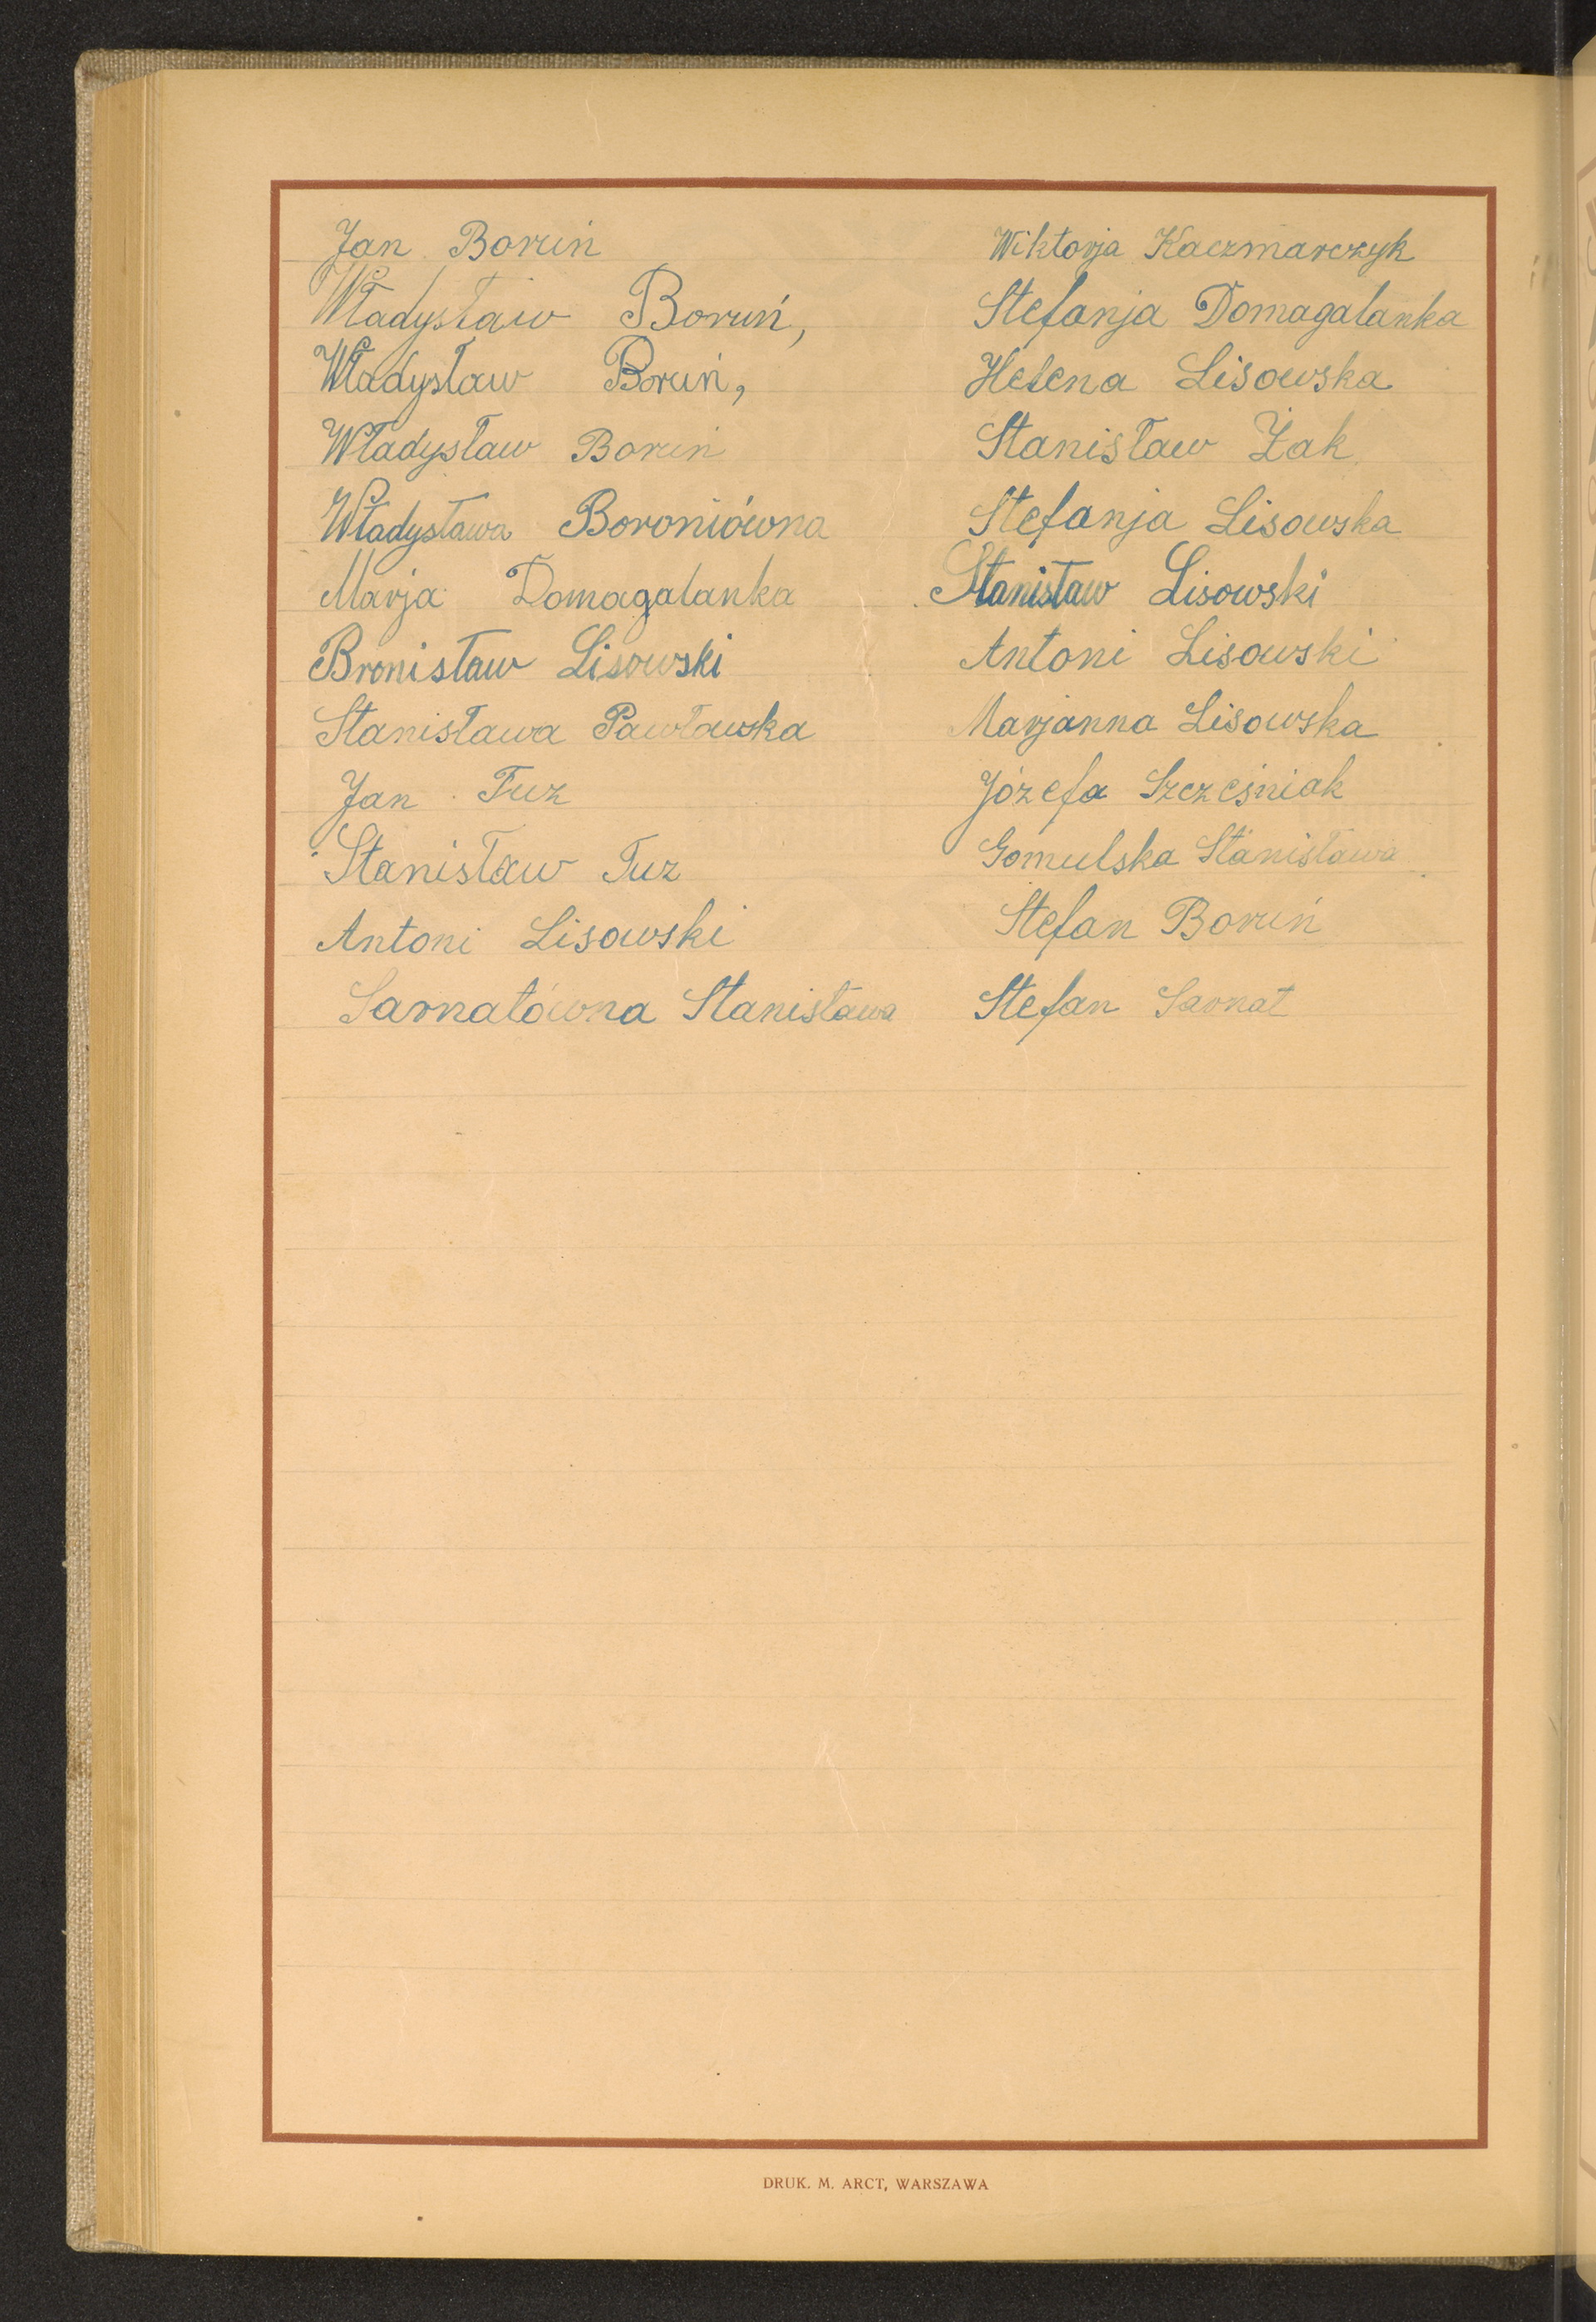 Jan Boruń
Władysław Boruń,
Władysław Boruń,
Władysław Boruń
Władysława Boroniówna
Marja Domagalanka
Bronisław Lisowski
Stanisława Pawłowska
Jan Tuz
Stanisław Tuz
Antoni Lisowski
Sarnatówna Stanisława
Wiktorja Kaczmarczyk
Stefanja Domagalanka
Helena Lisowska
Stanisław Żak
Stefanja Lisowska
Stanisław Lisowski
Antoni Lisowski
Marjanna Lisowska
Józefa Szcześniak
Gomulska Stanisława
Stefan Boruń
Stefan Sarnat
DRUK. M. ARCT, WARSZAWA